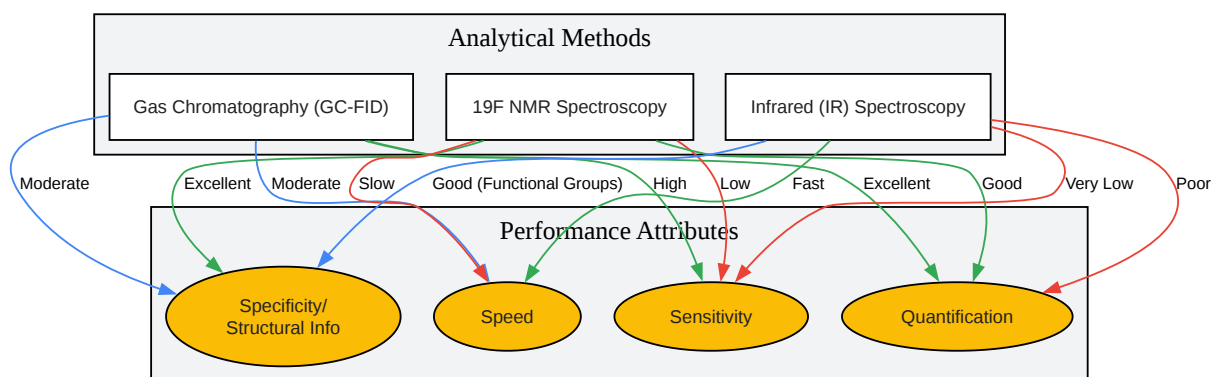 Analytical Methods
Gas Chromatography (GC-FID)
19F NMR Spectroscopy
Infrared (IR) Spectroscopy
Moderate
Excellent
Moderate
Slow
Good (Functional Groups)
High
Low
Fast
Excellent
Good
Very Low
Poor
Performance Attributes
Specificity/
Structural Info
Speed
Sensitivity
Quantification